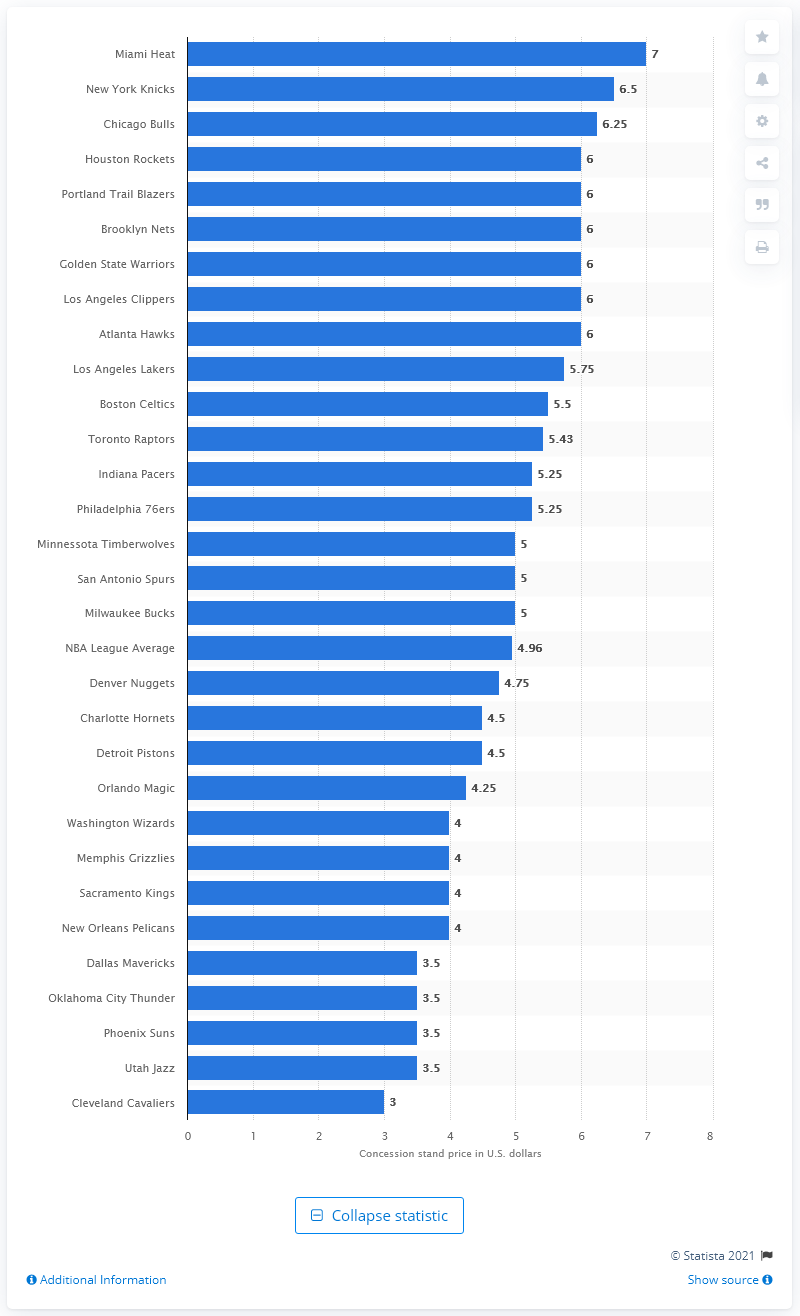 Miami Heat 7
New York Knicks 6.5
Chicago Bulls 6.25
Houston Rockets 6
Portland Trail Blazers 6
Brooklyn Nets 6
Golden State Warriors 6
Los Angeles Clippers 6
Atlanta Hawks 6
Los Angeles Lakers 5.75
Boston Celtics 5.5
Toronto Raptors 5.43
Indiana Pacers 5.25
Philadelphia 76ers 5.25
Minnessota Timberwolves 5
San Antonio Spurs 5
Milwaukee Bucks 5
NBA League Average 4.96
Denver Nuggets 4.75
Charlotte Hornets 4.5
Detroit Pistons 4.5
Orlando Magic 4.25
Washington Wizards 4
Memphis Grizzlies 4
Sacramento Kings 4
New Orleans Pelicans 4
Dallas Mavericks 3.5
Oklahoma City Thunder 3.5
Phoenix Suns 3.5
Utah Jazz 3.5
Cleveland Cavaliers 3
0 1 2 3 4 5 6 7 8
Concession stand price in U.S. dollars
Collapse statistic
© Statista 2021
Additional Information Show source